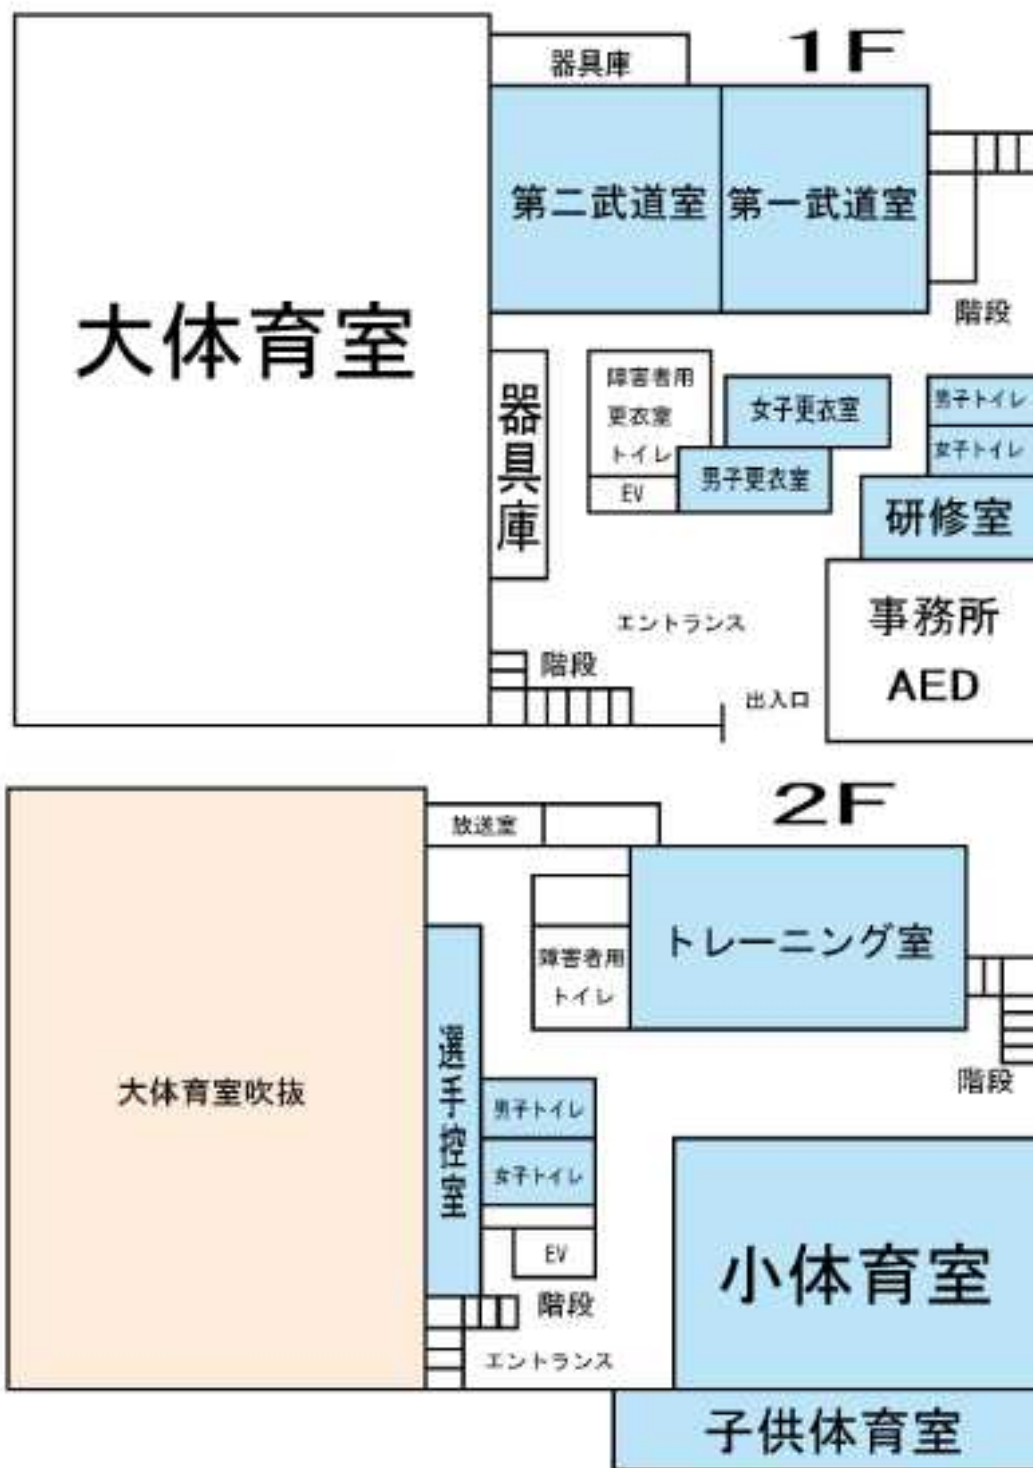 1F
器具庫
第二武道室
第一武道室
大体育室
階段
器具庫
障害者用
更衣室
トイレ
EV
女子更衣室
男子更衣室
男子トイレ
女子トイレ
研修室
事務所
AED
エントランス
階段
出入口
2F
放送室
トレーニング室
障害者用
トイレ
階段
大体育室吹抜
選手控室
男子トイレ
女子トイレ
EV
階段
エントランス
小体育室
子供体育室